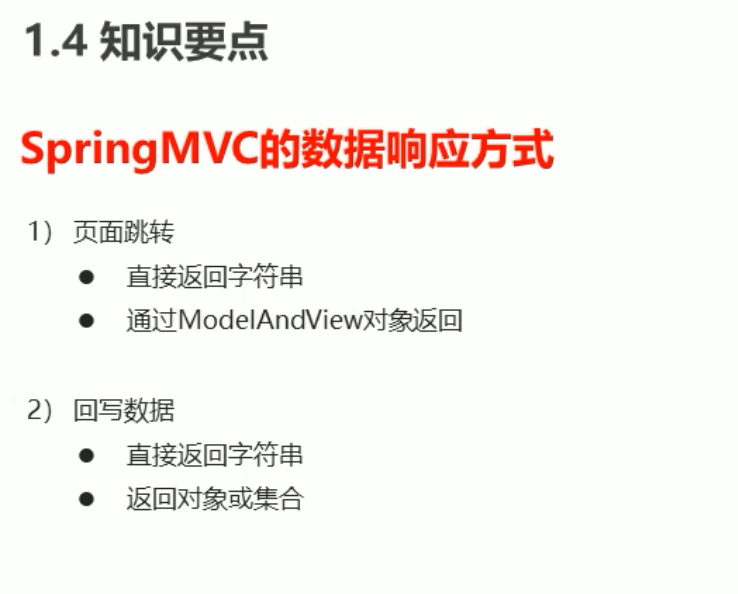 1.4 知识要点
SpringMVC的数据响应方式
1） 页面跳转
● 直接返回字符串
● 通过ModelAndView对象返回
2） 回写数据
● 直接返回字符串
● 返回对象或集合